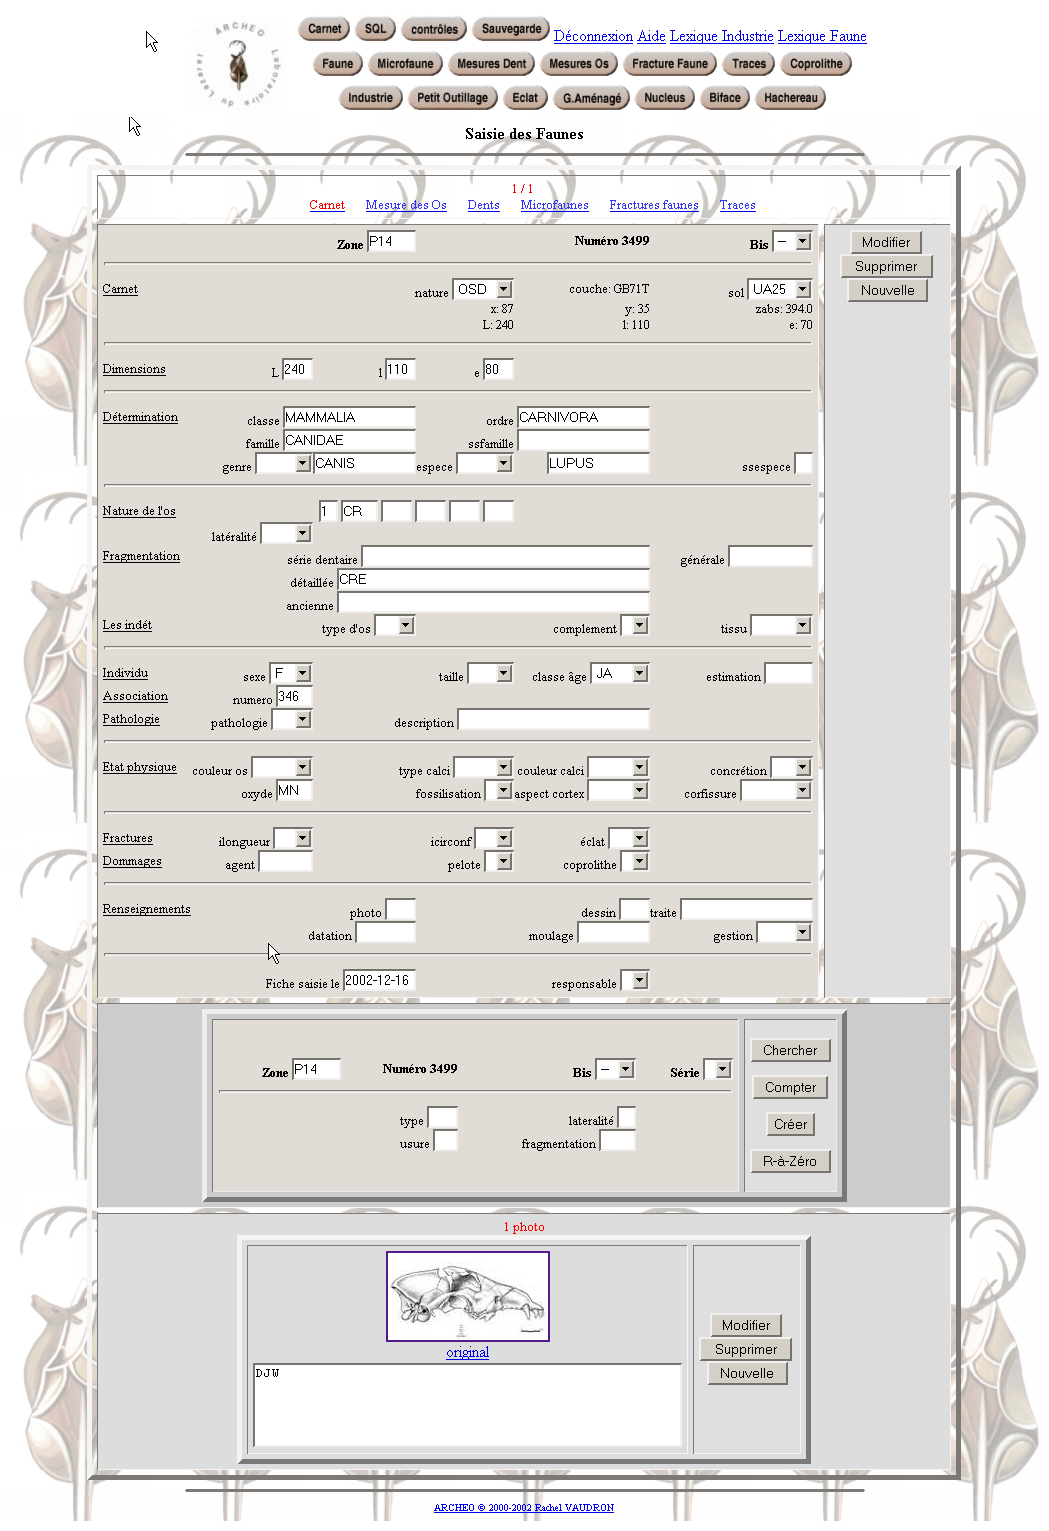 ARCHEO
Laboratoire du Lazaret
Carnet SQL contrôles Sauvegarde Déconnexion Aide Lexique Industrie Lexique Faune
Faune Microfaune Mesures Dent Mesures Os Fracture Faune Traces Coprolithe
Industrie Petit Outillage Eclat G.Aménagé Nucleus Biface Hachereau
Saisie des Faunes
1 / 1
Carnet Mesure des Os Dents Microfaunes Fractures faunes Traces
Zone P14 Numéro 3499 Bis --
Modifier
Supprimer
Nouvelle
Carnet nature OSD couche: GB71T sol UA25
x: 87 y: 35 zabs: 394.0
L: 240 l: 110 e: 70
Dimensions L 240 l 110 e 80
Détermination classe MAMMALIA ordre CARNIVORA
famille CANIDAE ssfamille
genre CANIS espece LUPUS ssespece
Nature de l'os 1 CR
latéralité
Fragmentation série dentaire générale
détaillée CRE
ancienne
Les indét type d'os complement tissu
Individu sexe F taille classe âge JA estimation
Association numero 346
Pathologie pathologie description
Etat physique couleur os type calci couleur calci concrétion
oxyde MN fossilisation aspect cortex corfissure
Fractures ilongueur icirconf éclat
Dommages agent pelote coprolithe
Renseignements photo dessin traite
datation moulage gestion
Fiche saisie le 2002-12-16 responsable
Zone P14 Numéro 3499 Bis -- Série
type lateralité
usure fragmentation
Chercher
Compter
Créer
R-à-Zéro
1 photo
original
DJW
Modifier
Supprimer
Nouvelle
ARCHEO © 2000-2002 Rachel VAUDRON